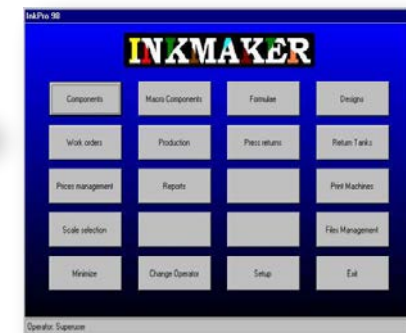 InkPro 98
INKMAKER
Components Macro Components Formulae Designs
Work orders Production Press returns Return Tanks
Prices management Reports Print Machines
Scale selection Files Management
Minimize Change Operator Setup Exit
Operator: Superuser